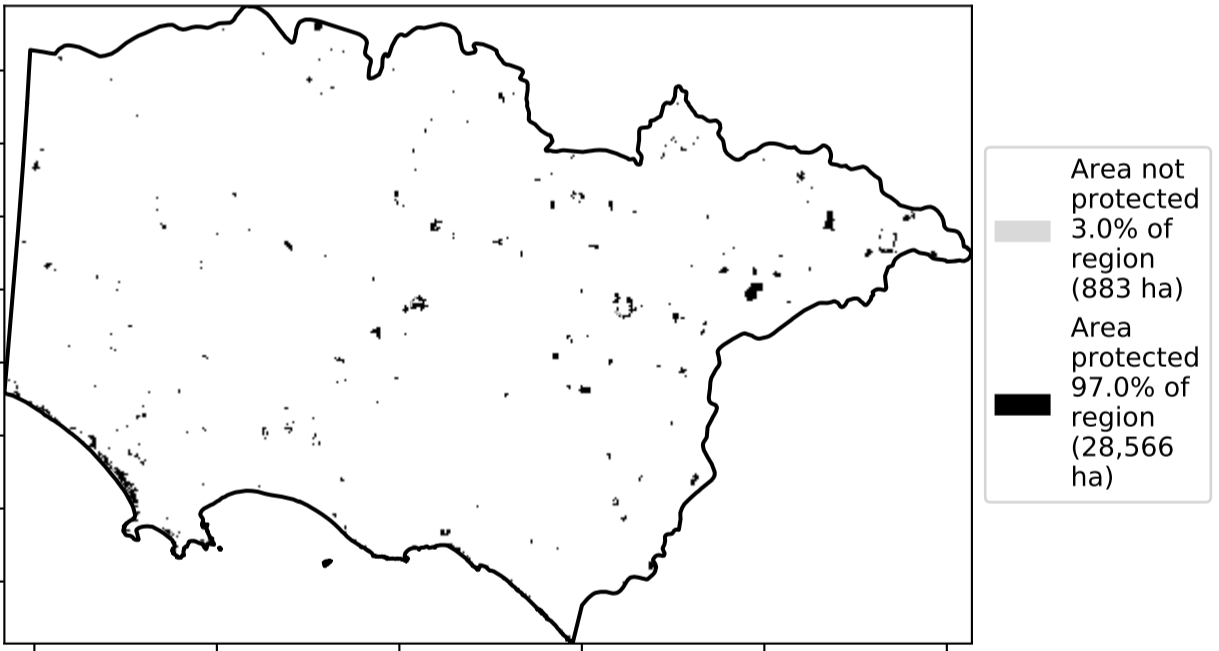 Area not
protected
3.0% of
region
(883 ha)
Area
protected
97.0% of
region
(28,566
ha)